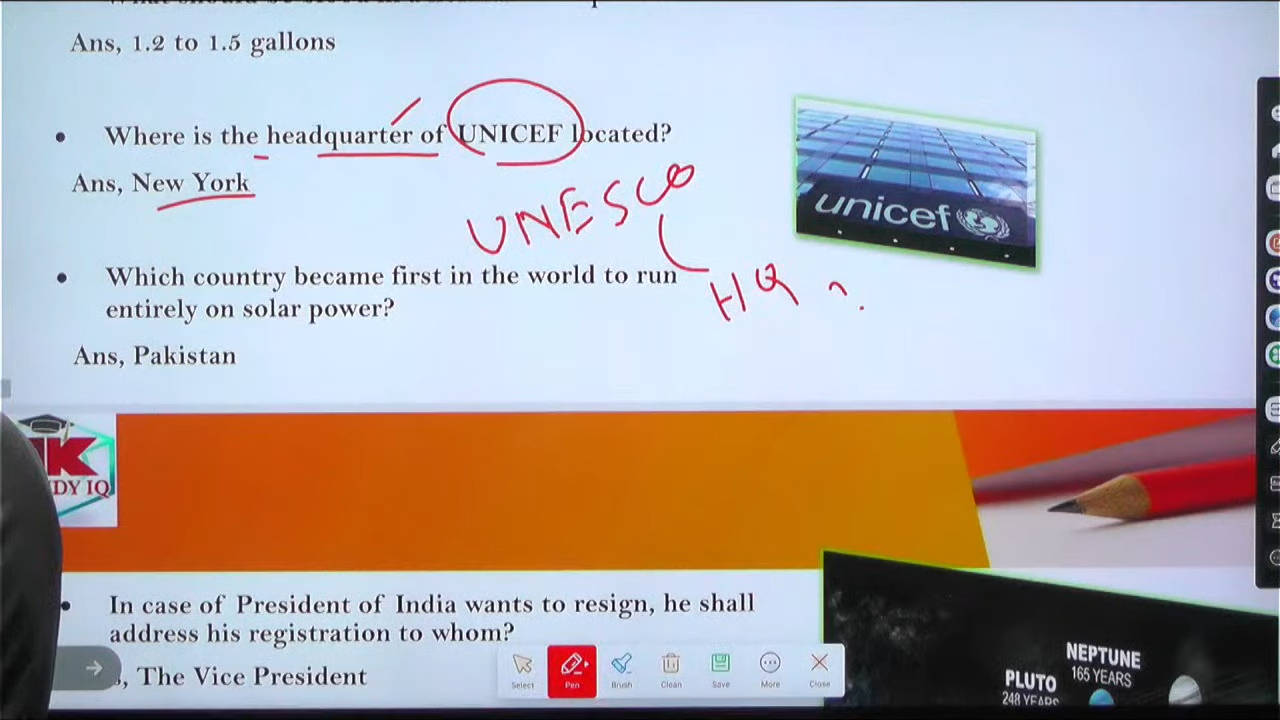 Ans, 1.2 to 1.5 gallons
• Where is the headquarter of UNICEF located?
Ans, New York
unicef
UNESCO
HQ ?
• Which country became first in the world to run
entirely on solar power?
Ans, Pakistan
K
DY IQ
• In case of President of India wants to resign, he shall
address his registration to whom?
, The Vice President
NEPTUNE
165 YEARS
PLUTO
248 YEARS
Select Pen Brush Clean Save More Close